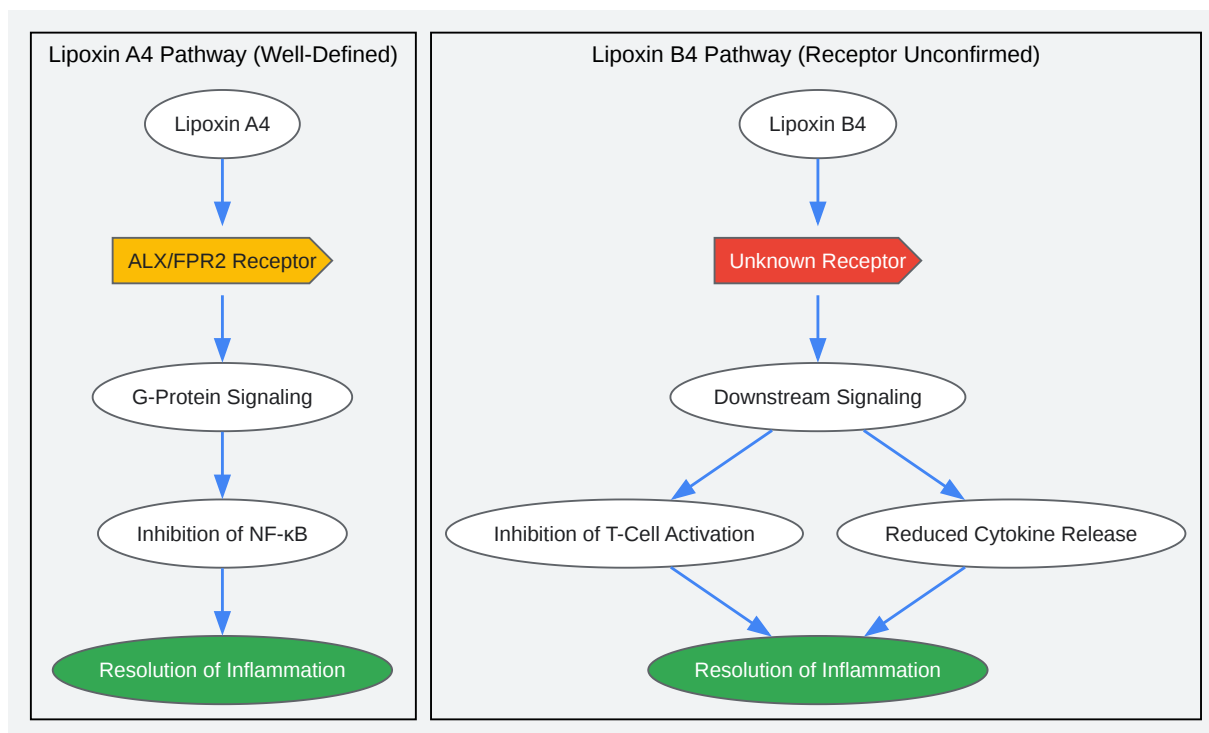 Lipoxin A4 Pathway (Well-Defined)
Lipoxin A4
ALX/FPR2 Receptor
G-Protein Signaling
Inhibition of NF-κB
Resolution of Inflammation
Lipoxin B4 Pathway (Receptor Unconfirmed)
Lipoxin B4
Unknown Receptor
Downstream Signaling
Inhibition of T-Cell Activation
Reduced Cytokine Release
Resolution of Inflammation